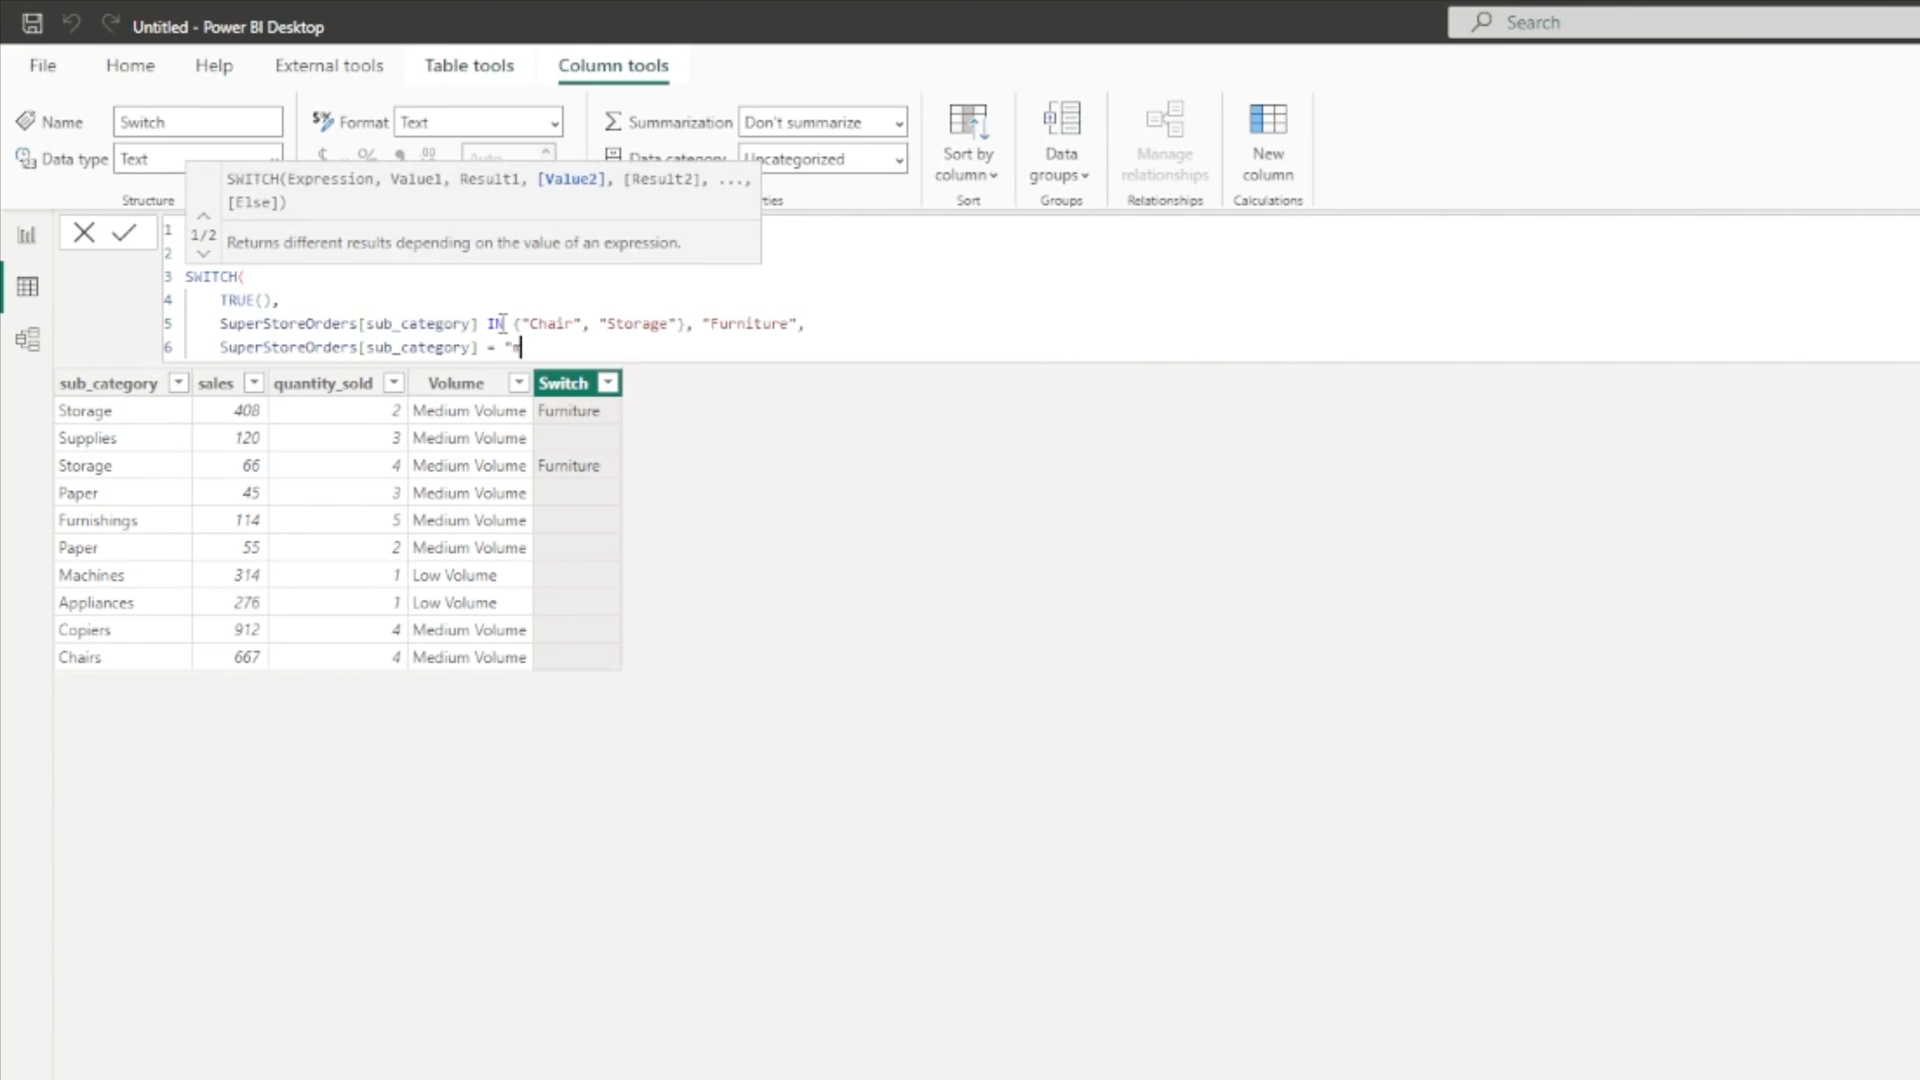 Untitled - Power BI Desktop
Search
File Home Help External tools Table tools Column tools
Name Switch Format Text Summarization Don't summarize
Data type Text Auto Data category Uncategorized
Structure
Sort by column
Sort
Data groups
Groups
Manage relationships
Relationships
New column
Calculations
SWITCH(Expression, Value1, Result1, [Value2], [Result2], ...,
[Else])
1/2 Returns different results depending on the value of an expression.
1
2
3 SWITCH(
4 TRUE(),
5 SuperStoreOrders[sub_category] IN {"Chair", "Storage"}, "Furniture",
6 SuperStoreOrders[sub_category] = "m
sub_category sales quantity_sold Volume Switch
Storage 408 2 Medium Volume Furniture
Supplies 120 3 Medium Volume
Storage 66 4 Medium Volume Furniture
Paper 45 3 Medium Volume
Furnishings 114 5 Medium Volume
Paper 55 2 Medium Volume
Machines 314 1 Low Volume
Appliances 276 1 Low Volume
Copiers 912 4 Medium Volume
Chairs 667 4 Medium Volume